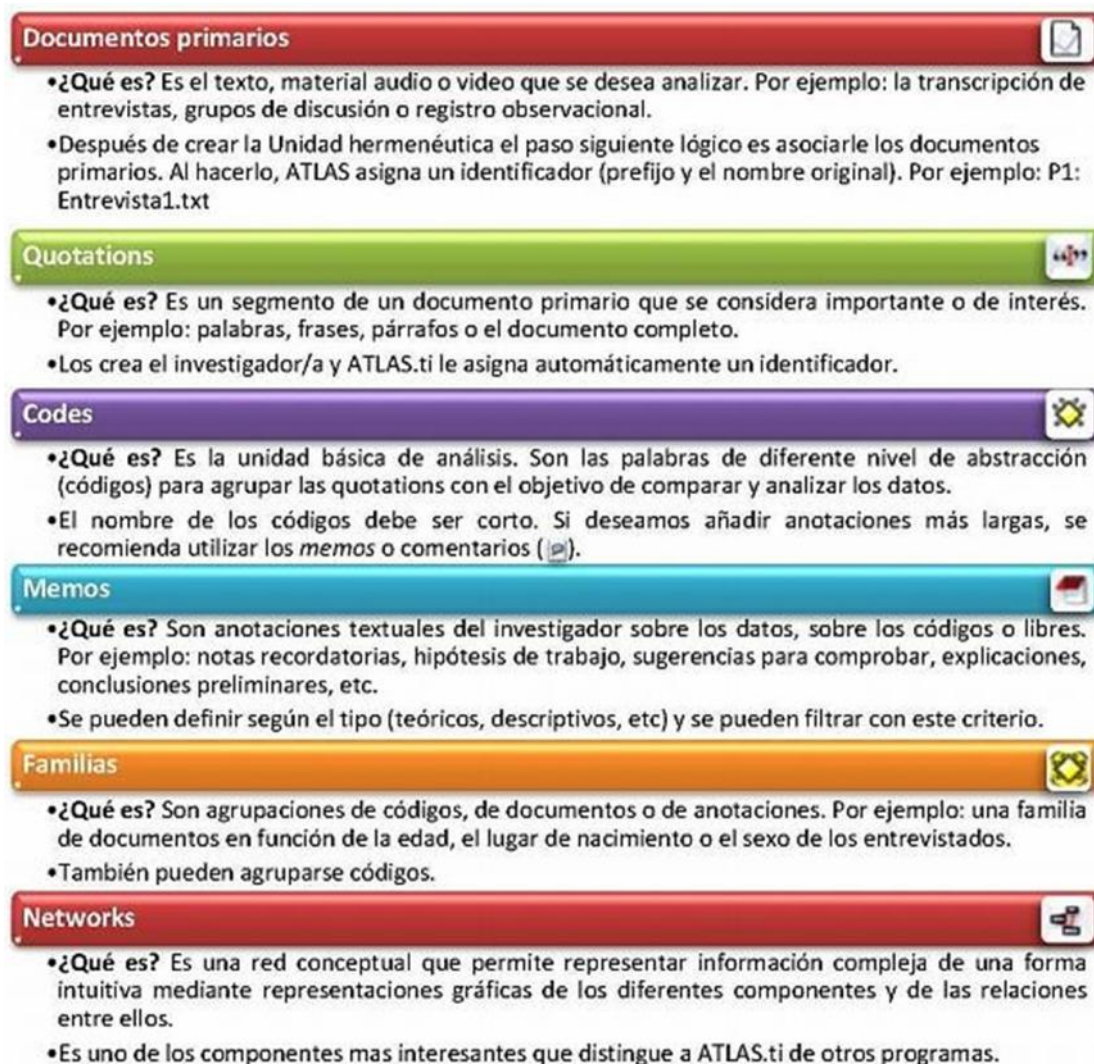 Documentos primarios
•¿Qué es? Es el texto, material audio o video que se desea analizar. Por ejemplo: la transcripción de
entrevistas, grupos de discusión o registro observacional.
•Después de crear la Unidad hermenéutica el paso siguiente lógico es asociarle los documentos
primarios. Al hacerlo, ATLAS asigna un identificador (prefijo y el nombre original). Por ejemplo: P1:
Entrevista1.txt
Quotations
•¿Qué es? Es un segmento de un documento primario que se considera importante o de interés.
Por ejemplo: palabras, frases, párrafos o el documento completo.
•Los crea el investigador/a y ATLAS.ti le asigna automáticamente un identificador.
Codes
•¿Qué es? Es la unidad básica de análisis. Son las palabras de diferente nivel de abstracción
(códigos) para agrupar las quotations con el objetivo de comparar y analizar los datos.
•El nombre de los códigos debe ser corto. Si deseamos añadir anotaciones más largas, se
recomienda utilizar los memos o comentarios ( ).
Memos
•¿Qué es? Son anotaciones textuales del investigador sobre los datos, sobre los códigos o libres.
Por ejemplo: notas recordatorias, hipótesis de trabajo, sugerencias para comprobar, explicaciones,
conclusiones preliminares, etc.
•Se pueden definir según el tipo (teóricos, descriptivos, etc) y se pueden filtrar con este criterio.
Familias
•¿Qué es? Son agrupaciones de códigos, de documentos o de anotaciones. Por ejemplo: una familia
de documentos en función de la edad, el lugar de nacimiento o el sexo de los entrevistados.
•También pueden agruparse códigos.
Networks
•¿Qué es? Es una red conceptual que permite representar información compleja de una forma
intuitiva mediante representaciones gráficas de los diferentes componentes y de las relaciones
entre ellos.
•Es uno de los componentes mas interesantes que distingue a ATLAS.ti de otros programas.